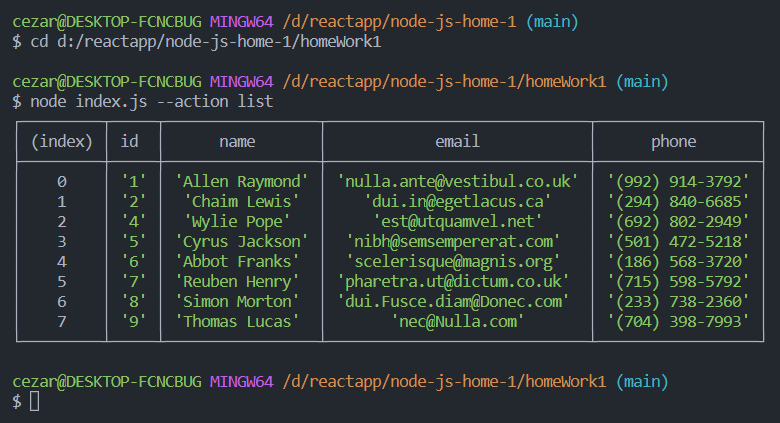 cezar@DESKTOP-FCNCBUG MINGW64 /d/reactapp/node-js-home-1 (main)
$ cd d:/reactapp/node-js-home-1/homeWork1
cezar@DESKTOP-FCNCBUG MINGW64 /d/reactapp/node-js-home-1/homeWork1 (main)
$ node index.js --action list
(index) id name email phone
0 '1' 'Allen Raymond' 'nulla.ante@vestibul.co.uk' '(992) 914-3792'
1 '2' 'Chaim Lewis' 'dui.in@egetlacus.ca' '(294) 840-6685'
2 '4' 'Wylie Pope' 'est@utquamvel.net' '(692) 802-2949'
3 '5' 'Cyrus Jackson' 'nibh@semsempererat.com' '(501) 472-5218'
4 '6' 'Abbot Franks' 'scelerisque@magnis.org' '(186) 568-3720'
5 '7' 'Reuben Henry' 'pharetra.ut@dictum.co.uk' '(715) 598-5792'
6 '8' 'Simon Morton' 'dui.Fusce.diam@Donec.com' '(233) 738-2360'
7 '9' 'Thomas Lucas' 'nec@Nulla.com' '(704) 398-7993'
cezar@DESKTOP-FCNCBUG MINGW64 /d/reactapp/node-js-home-1/homeWork1 (main)
$